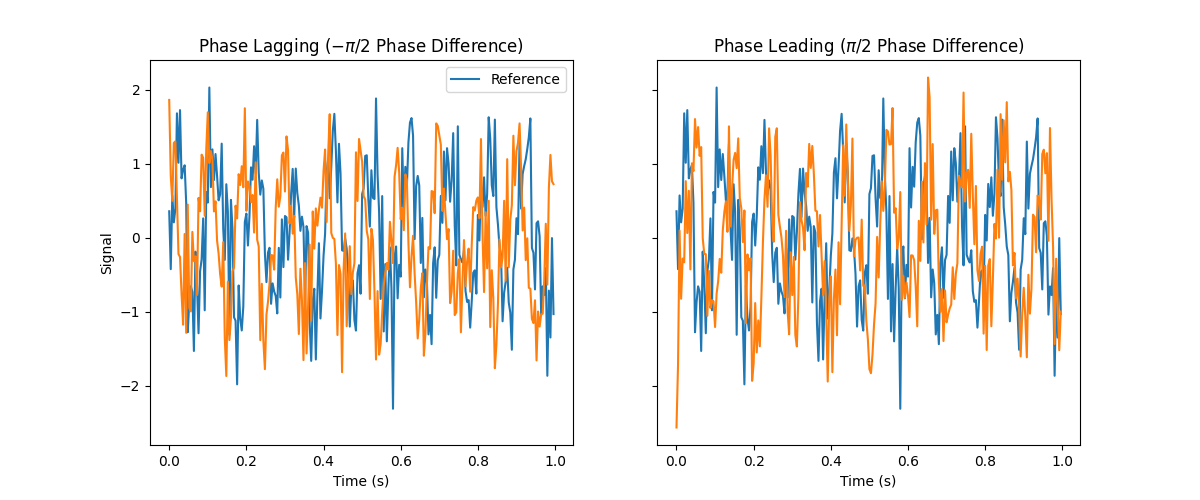 Phase Lagging (−π/2 Phase Difference)
Phase Leading (π/2 Phase Difference)
Reference
Signal
2
1
0
−1
−2
0.0 0.2 0.4 0.6 0.8 1.0
0.0 0.2 0.4 0.6 0.8 1.0
Time (s)
Time (s)